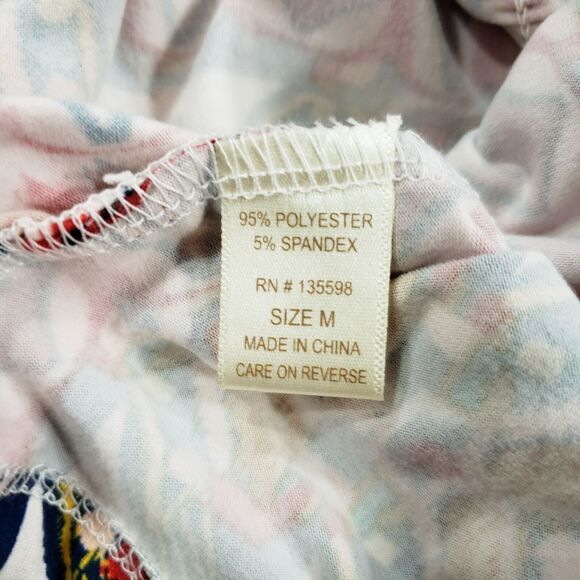 95% POLYESTER
5% SPANDEX
RN # 135598
SIZE M
MADE IN CHINA
CARE ON REVERSE